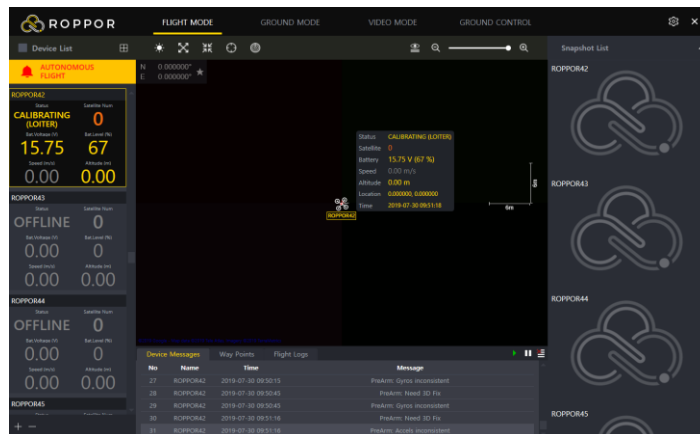 ROPPOR
FLIGHT MODE
GROUND MODE
VIDEO MODE
GROUND CONTROL
Device List
Snapshot List
AUTONOMOUS
FLIGHT
N 0.000000°
E 0.000000°
ROPPOR42
Status Satellite Num
CALIBRATING
(LOITER)
0
Bat.Voltage (V) Bat.Level (%)
15.75 67
Speed (m/s) Altitude (m)
0.00 0.00
ROPPOR43
Status Satellite Num
OFFLINE 0
Bat.Voltage (V) Bat.Level (%)
0.00 0
Speed (m/s) Altitude (m)
0.00 0.00
ROPPOR44
Status Satellite Num
OFFLINE 0
Bat.Voltage (V) Bat.Level (%)
0.00 0
Speed (m/s) Altitude (m)
0.00 0.00
ROPPOR45
Status Satellite Num
Status CALIBRATING (LOITER)
Satellite 0
Battery 15.75 V (67 %)
Speed 0.00 m/s
Altitude 0.00 m
Location 0.000000, 0.000000
Time 2019-07-30 09:51:18
ROPPOR42
6m
6m
Device Messages Way Points Flight Logs
No Name Time Message
27 ROPPOR42 2019-07-30 09:50:15 PreArm: Gyros inconsistent
28 ROPPOR42 2019-07-30 09:50:45 PreArm: Need 3D Fix
29 ROPPOR42 2019-07-30 09:50:45 PreArm: Gyros inconsistent
30 ROPPOR42 2019-07-30 09:51:16 PreArm: Need 3D Fix
31 ROPPOR42 2019-07-30 09:51:16 PreArm: Accels inconsistent
ROPPOR42
ROPPOR43
ROPPOR44
ROPPOR45